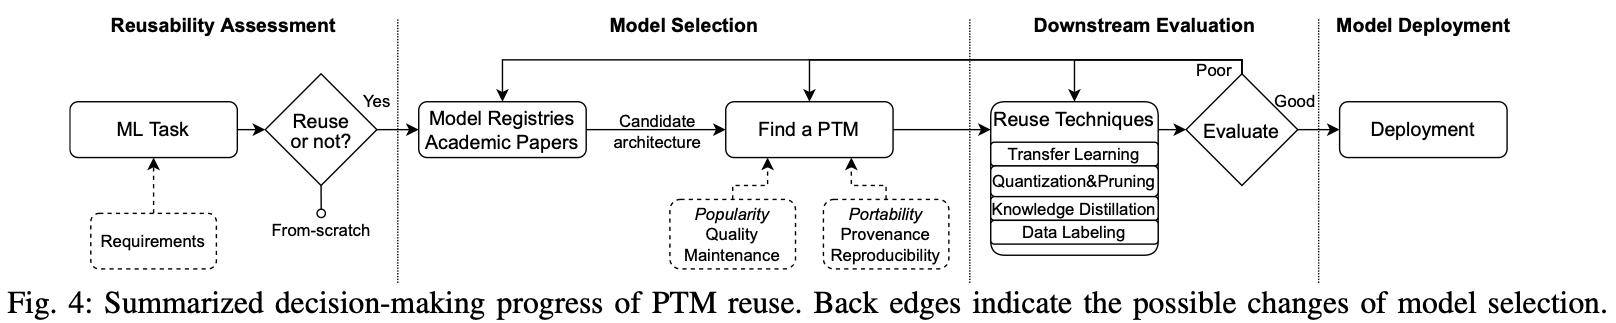 Reusability Assessment
Model Selection
Downstream Evaluation
Model Deployment
ML Task
Requirements
Reuse
or not?
Yes
From-scratch
Model Registries
Academic Papers
Candidate
architecture
Find a PTM
Popularity
Quality
Maintenance
Portability
Provenance
Reproducibility
Reuse Techniques
Transfer Learning
Quantization&Pruning
Knowledge Distillation
Data Labeling
Poor
Evaluate
Good
Deployment
Fig. 4: Summarized decision-making progress of PTM reuse. Back edges indicate the possible changes of model selection.